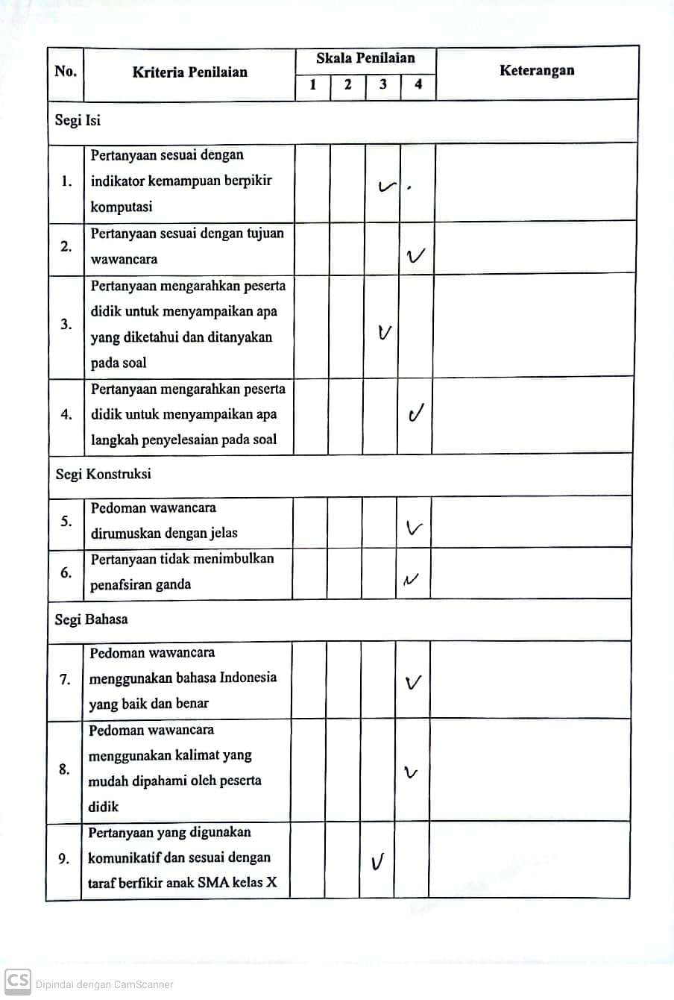 No. Kriteria Penilaian Skala Penilaian Keterangan
1 2 3 4
Segi Isi
1. Pertanyaan sesuai dengan
indikator kemampuan berpikir
komputasi
2. Pertanyaan sesuai dengan tujuan
wawancara
3. Pertanyaan mengarahkan peserta
didik untuk menyampaikan apa
yang diketahui dan ditanyakan
pada soal
4. Pertanyaan mengarahkan peserta
didik untuk menyampaikan apa
langkah penyelesaian pada soal
Segi Konstruksi
5. Pedoman wawancara
dirumuskan dengan jelas
6. Pertanyaan tidak menimbulkan
penafsiran ganda
Segi Bahasa
7. Pedoman wawancara
menggunakan bahasa Indonesia
yang baik dan benar
8. Pedoman wawancara
menggunakan kalimat yang
mudah dipahami oleh peserta
didik
9. Pertanyaan yang digunakan
komunikatif dan sesuai dengan
taraf berfikir anak SMA kelas X
CS Dipindai dengan CamScanner